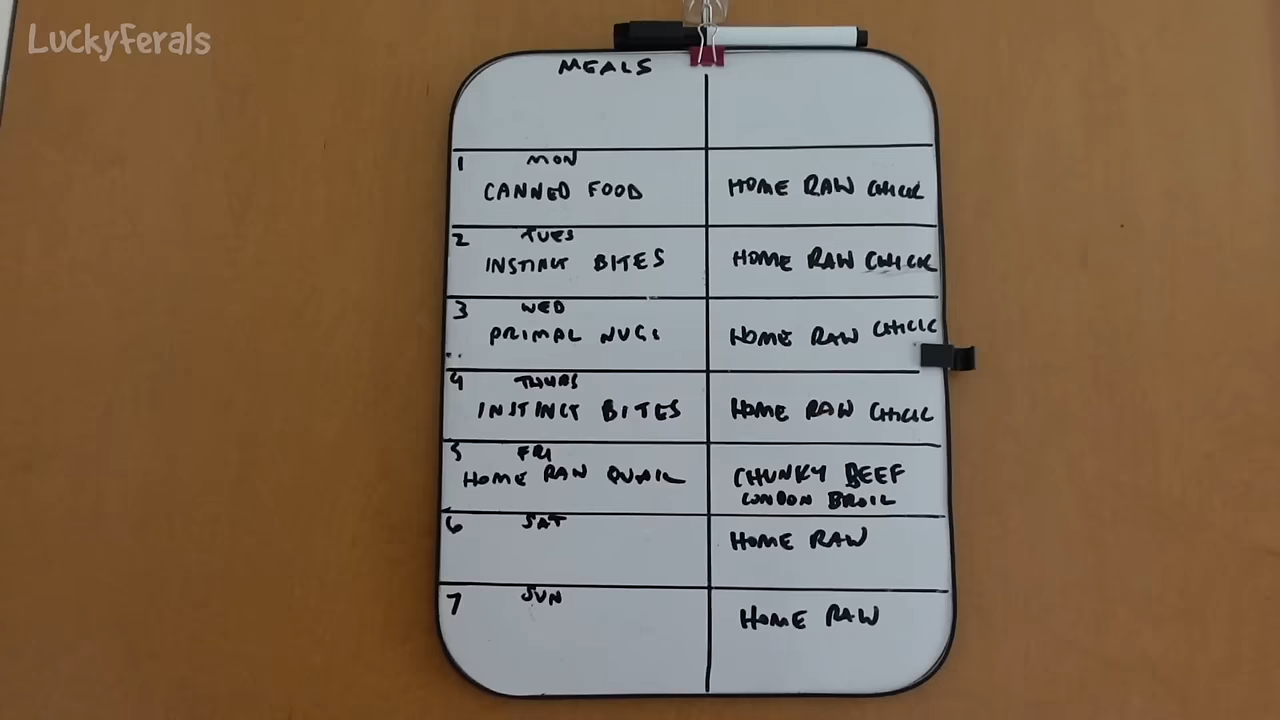 LuckyFerals
MEALS
1 MON
CANNED FOOD
HOME RAW CHICK
2 TUES
INSTINCT BITES
HOME RAW CHICK
3 WED
PRIMAL NUGS
HOME RAW CHICK
4 THURS
INSTINCT BITES
HOME RAW CHICK
5 FRI
HOME RAW QUAIL
CHUNKY BEEF
LONDON BROIL
6 SAT
HOME RAW
7 SUN
HOME RAW